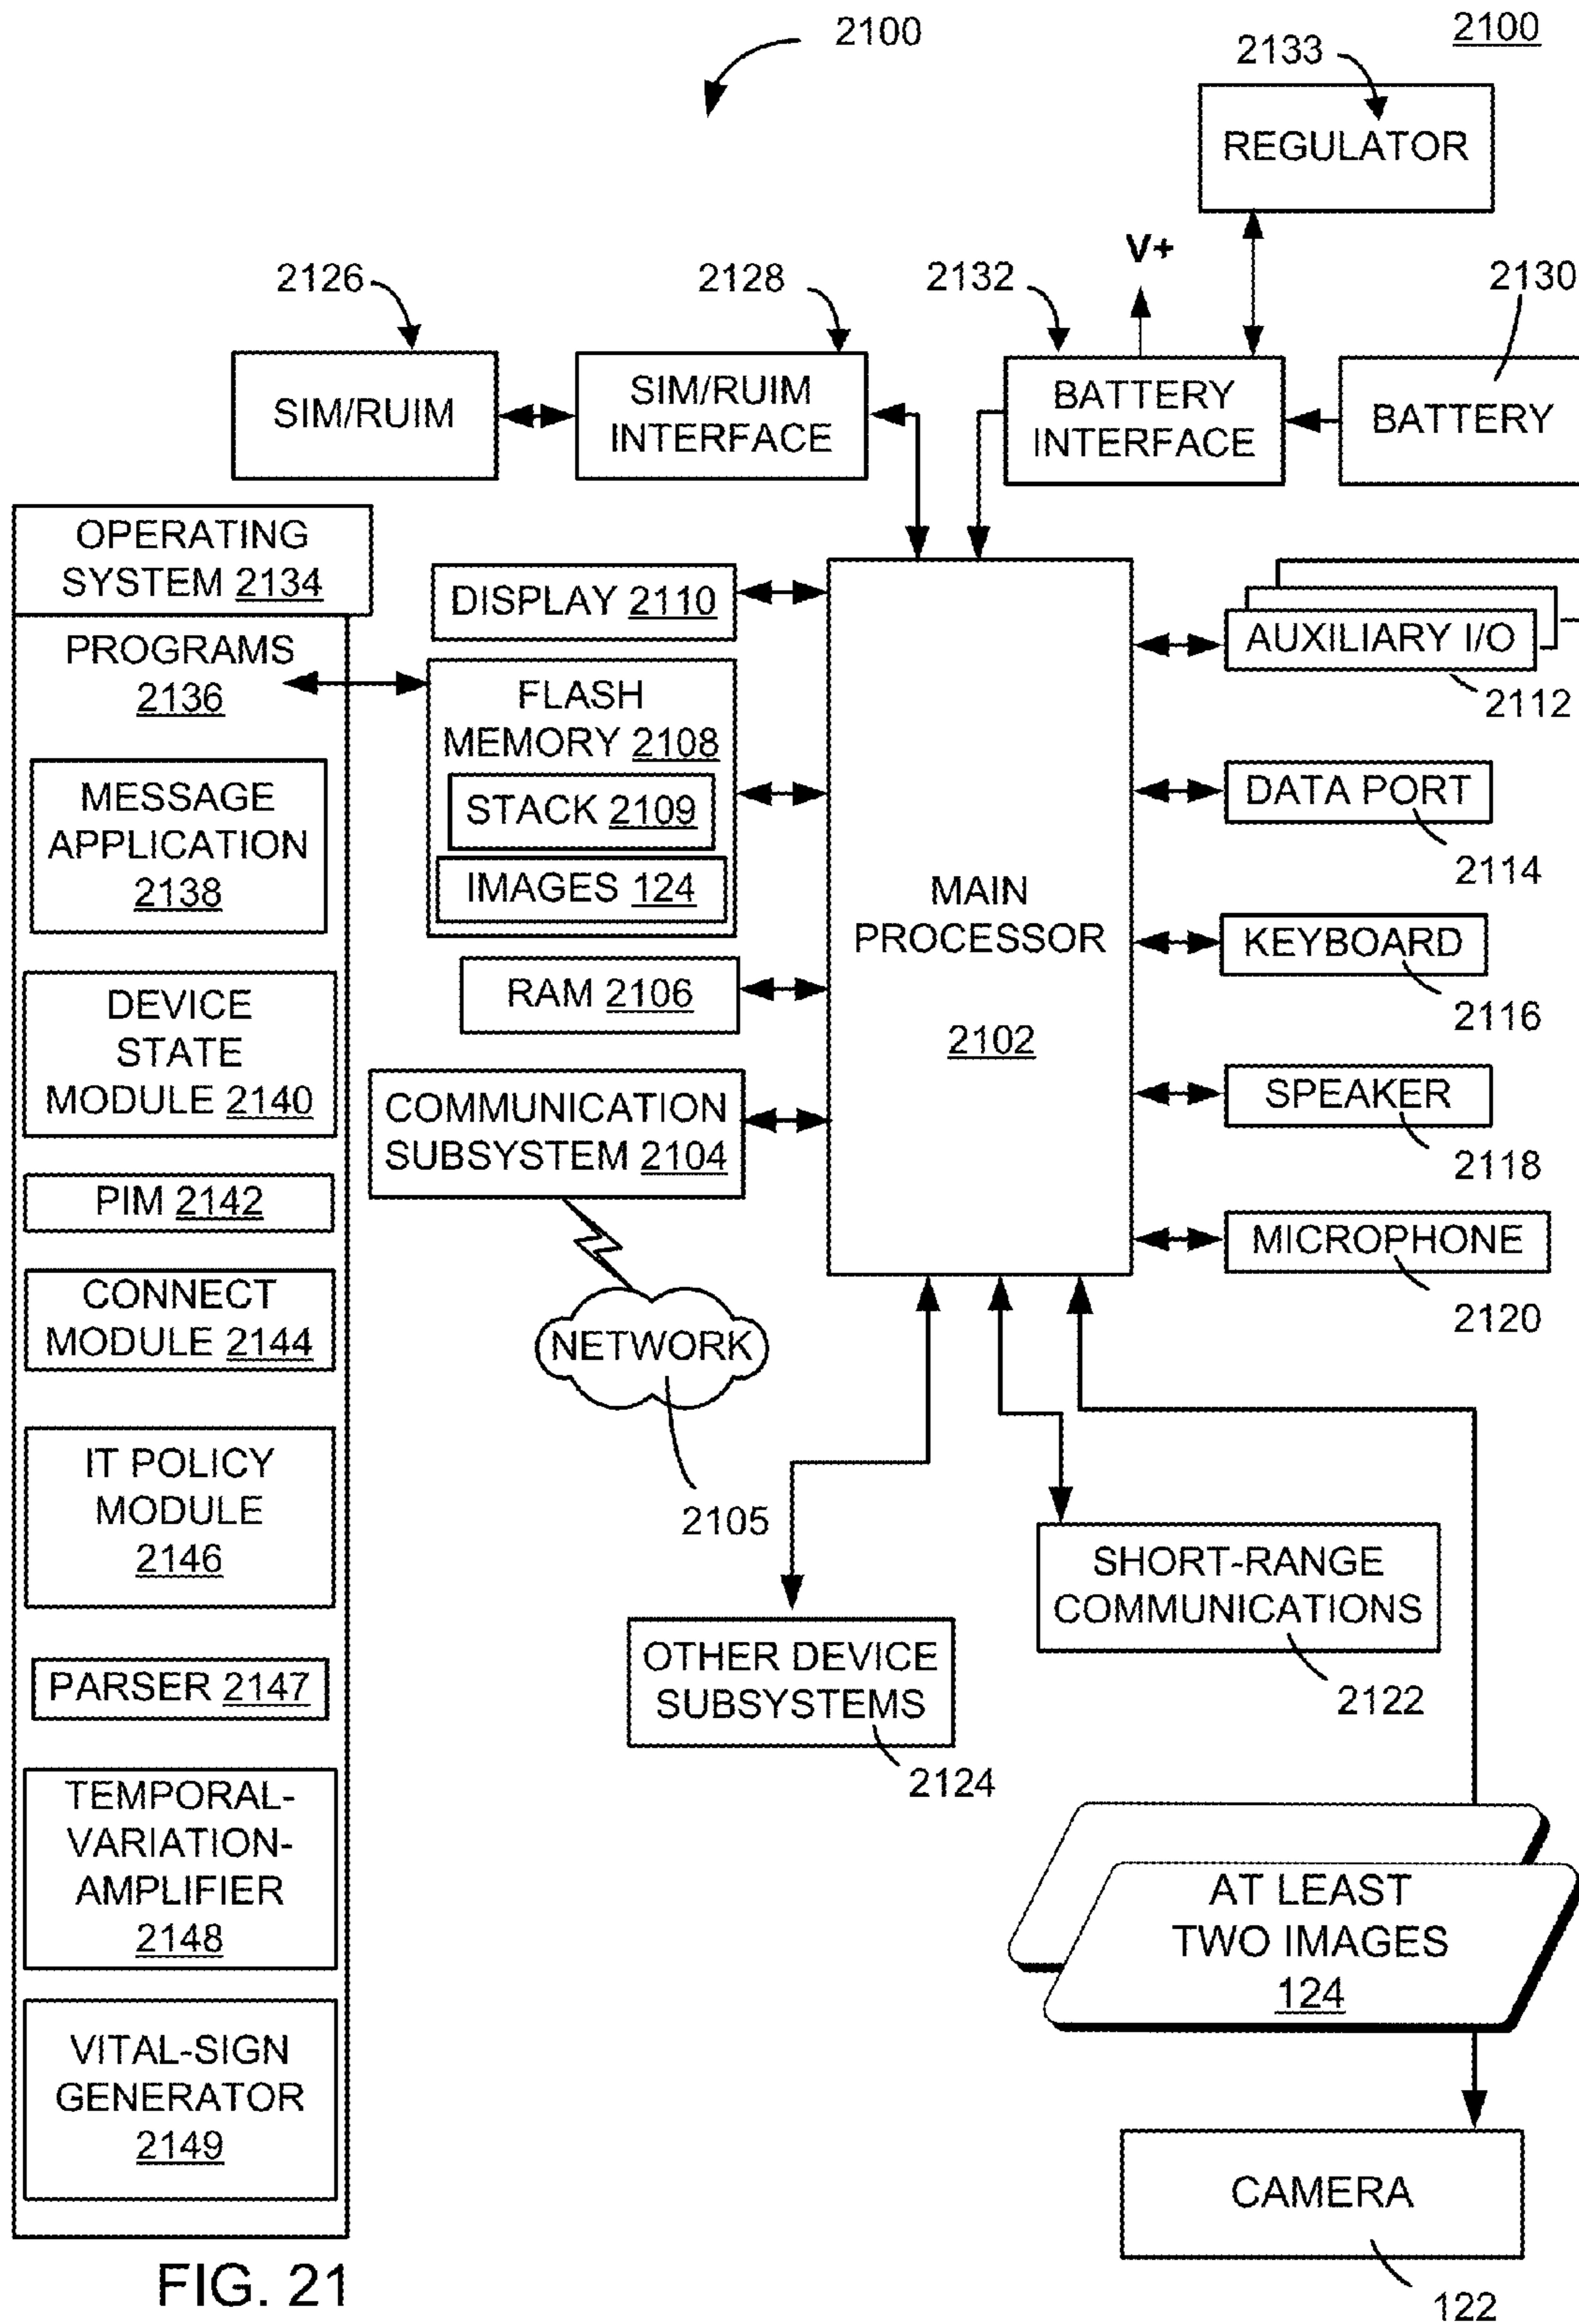 2100
2100
2133
REGULATOR
V+
2126
2128
2132
2130
SIM/RUIM
SIM/RUIM
INTERFACE
BATTERY
INTERFACE
BATTERY
OPERATING
SYSTEM 2134
PROGRAMS
2136
MESSAGE
APPLICATION
2138
DEVICE
STATE
MODULE 2140
PIM 2142
CONNECT
MODULE 2144
IT POLICY
MODULE
2146
PARSER 2147
TEMPORAL-
VARIATION-
AMPLIFIER
2148
VITAL-SIGN
GENERATOR
2149
DISPLAY 2110
FLASH
MEMORY 2108
STACK 2109
IMAGES 124
RAM 2106
COMMUNICATION
SUBSYSTEM 2104
NETWORK
2105
MAIN
PROCESSOR
2102
AUXILIARY I/O
2112
DATA PORT
2114
KEYBOARD
2116
SPEAKER
2118
MICROPHONE
2120
SHORT-RANGE
COMMUNICATIONS
2122
OTHER DEVICE
SUBSYSTEMS
2124
AT LEAST
TWO IMAGES
124
CAMERA
122
FIG. 21